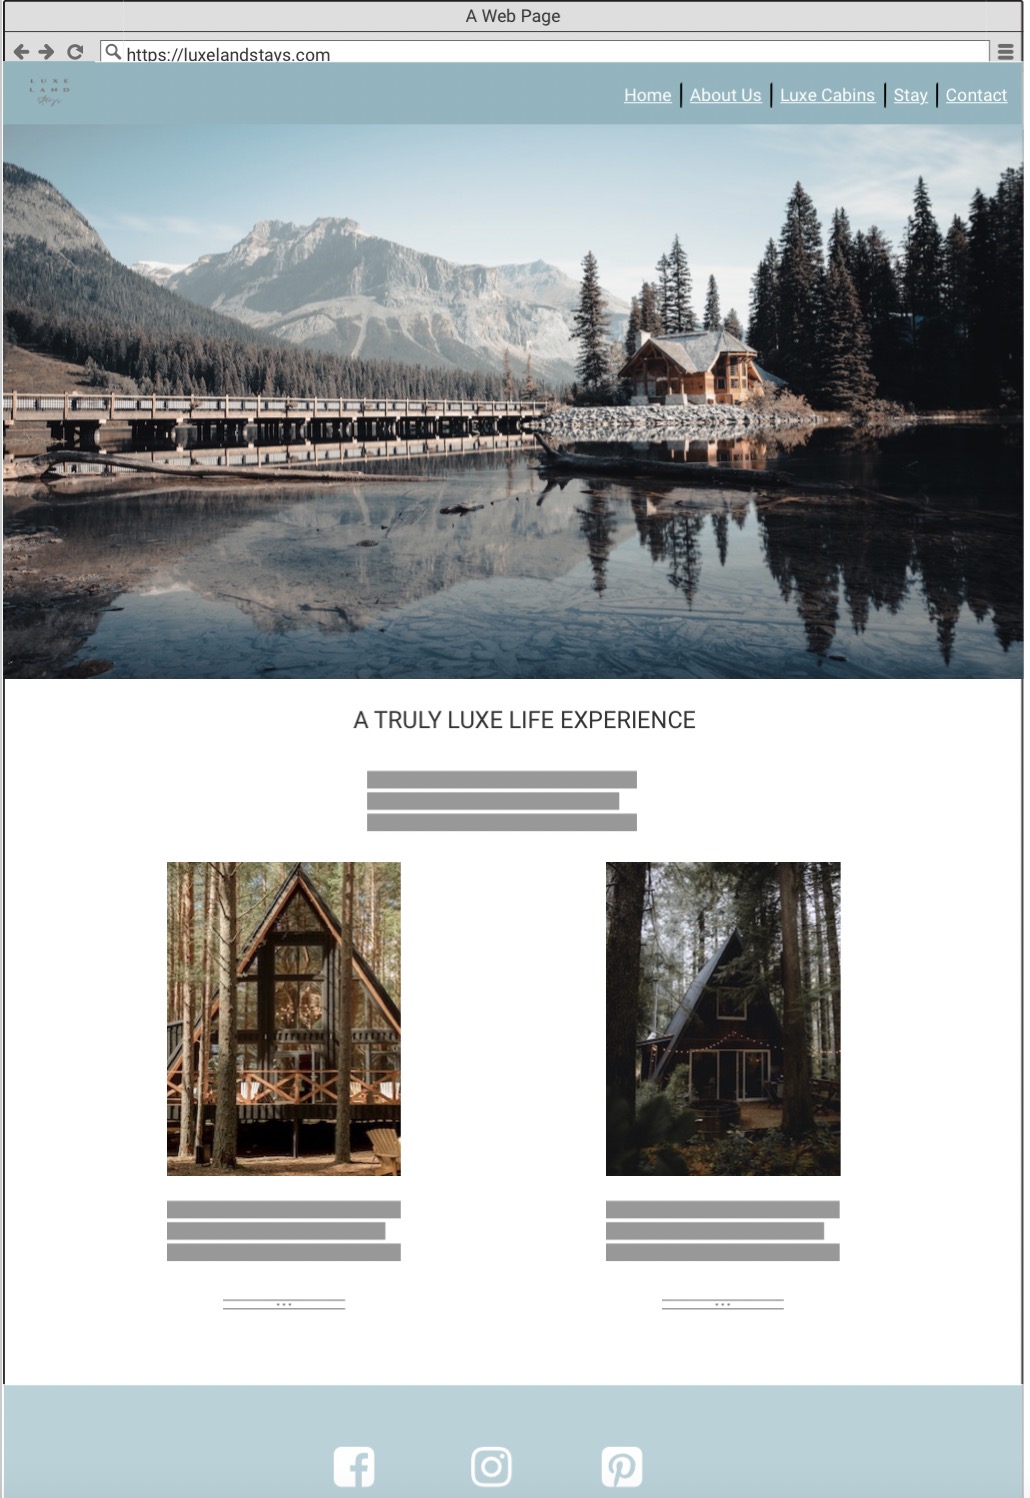 A Web Page
https://luxelandstays.com
LUXE
LAND
Stays
Home | About Us | Luxe Cabins | Stay | Contact
A TRULY LUXE LIFE EXPERIENCE